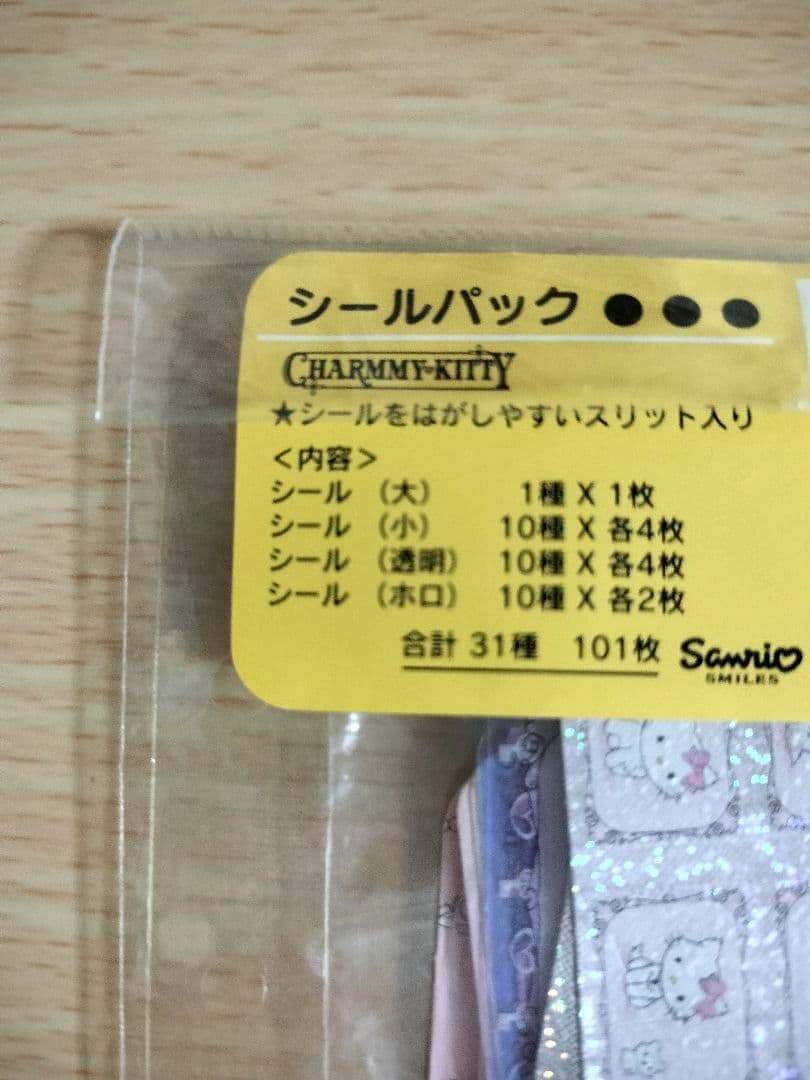 シールパック ●●●
CHARMMY KITTY
★シールをはがしやすいスリット入り
＜内容＞
シール （大） 1種 X 1枚
シール （小） 10種 X 各4枚
シール （透明） 10種 X 各4枚
シール （ホロ） 10種 X 各2枚
合計 31種 101枚
Sanrio
SMILES